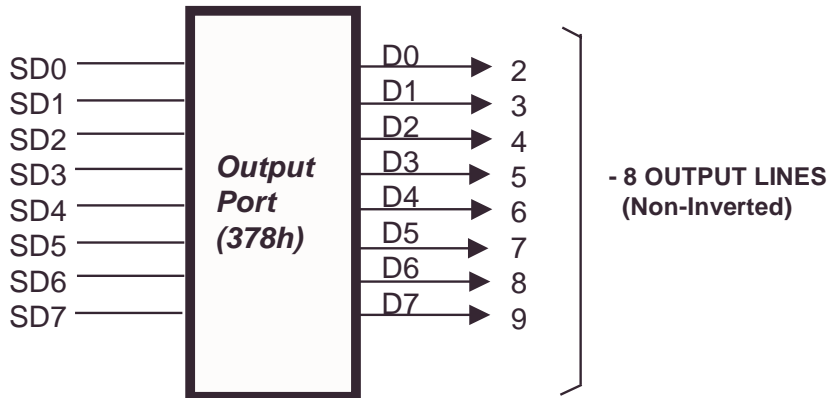 SD0 D0 2
SD1 D1 3
SD2 D2 4
SD3 D3 5
SD4 D4 6
SD5 D5 7
SD6 D6 8
SD7 D7 9
Output
Port
(378h)
- 8 OUTPUT LINES
(Non-Inverted)